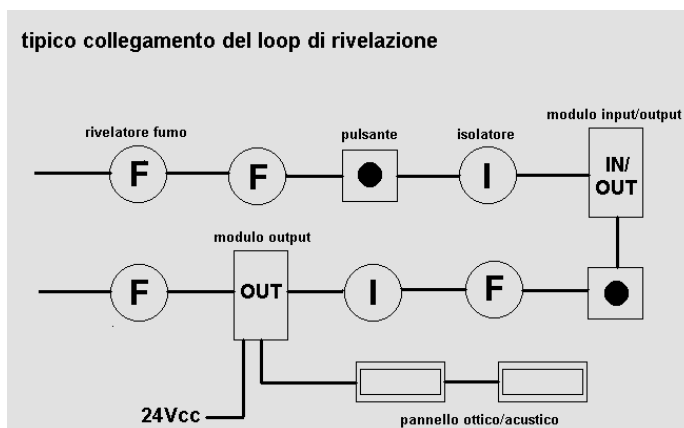 tipico collegamento del loop di rivelazione
modulo input/output
rivelatore fumo pulsante isolatore
F F I IN/
OUT
modulo output
F OUT I F
24Vcc
pannello ottico/acustico